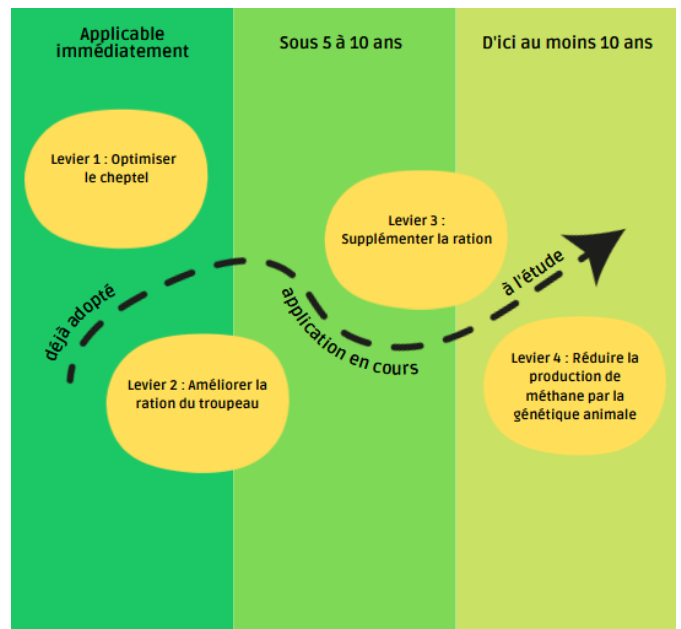 Applicable
immédiatement
Sous 5 à 10 ans
D'ici au moins 10 ans
Levier 1 : Optimiser
le cheptel
Levier 3 :
Supplémenter la ration
déjà adopté
application en cours
à l'étude
Levier 2 : Améliorer la
ration du troupeau
Levier 4 : Réduire la
production de
méthane par la
génétique animale